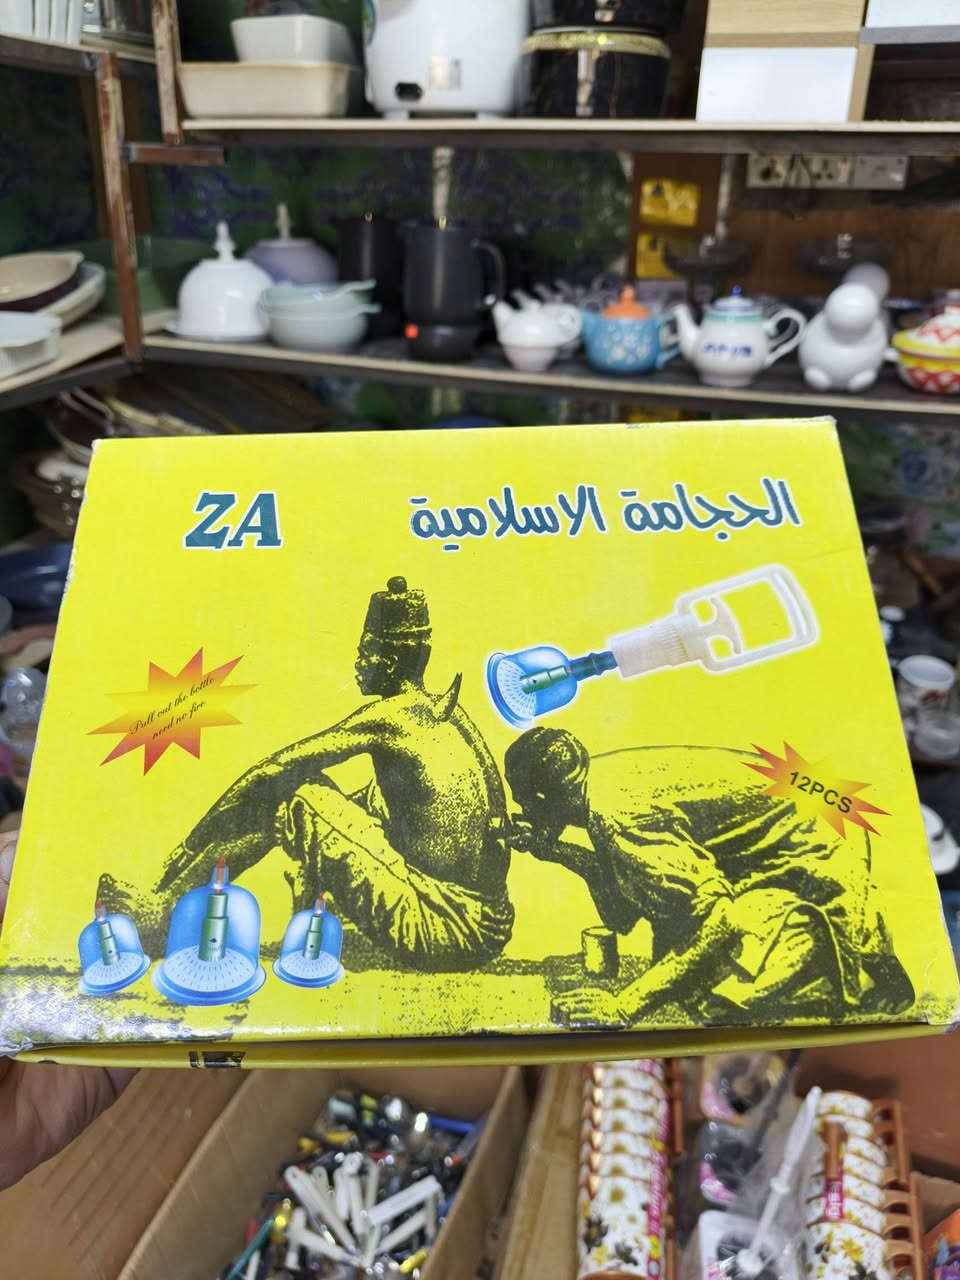 ZA
الحجامة الاسلامية
Pull out the bottle
need no fire
12PCS